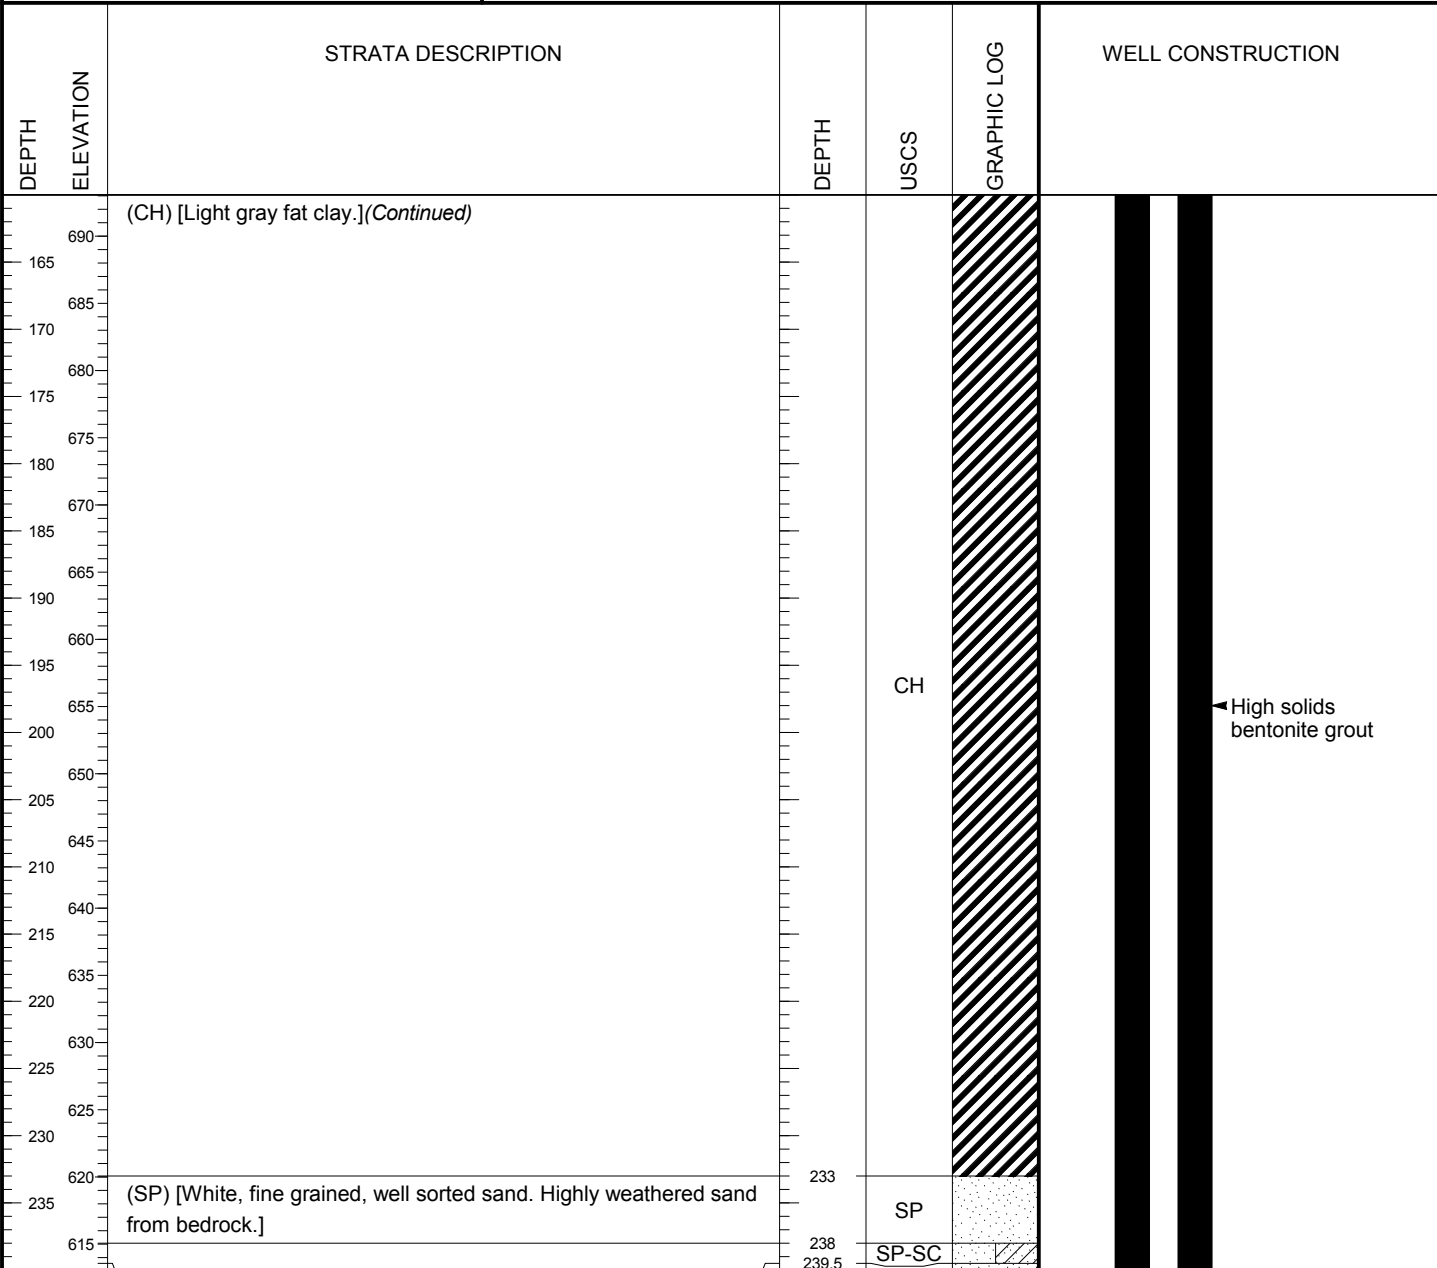 DEPTH
ELEVATION
STRATA DESCRIPTION
DEPTH
USCS
GRAPHIC LOG
WELL CONSTRUCTION
(CH) [Light gray fat clay.](Continued)
690
165
685
170
680
175
675
180
670
185
665
190
660
195
CH
655
High solids
bentonite grout
200
650
205
645
210
640
215
635
220
630
225
625
230
620
233
(SP) [White, fine grained, well sorted sand. Highly weathered sand
from bedrock.]
235
SP
615
238
SP-SC
239.5